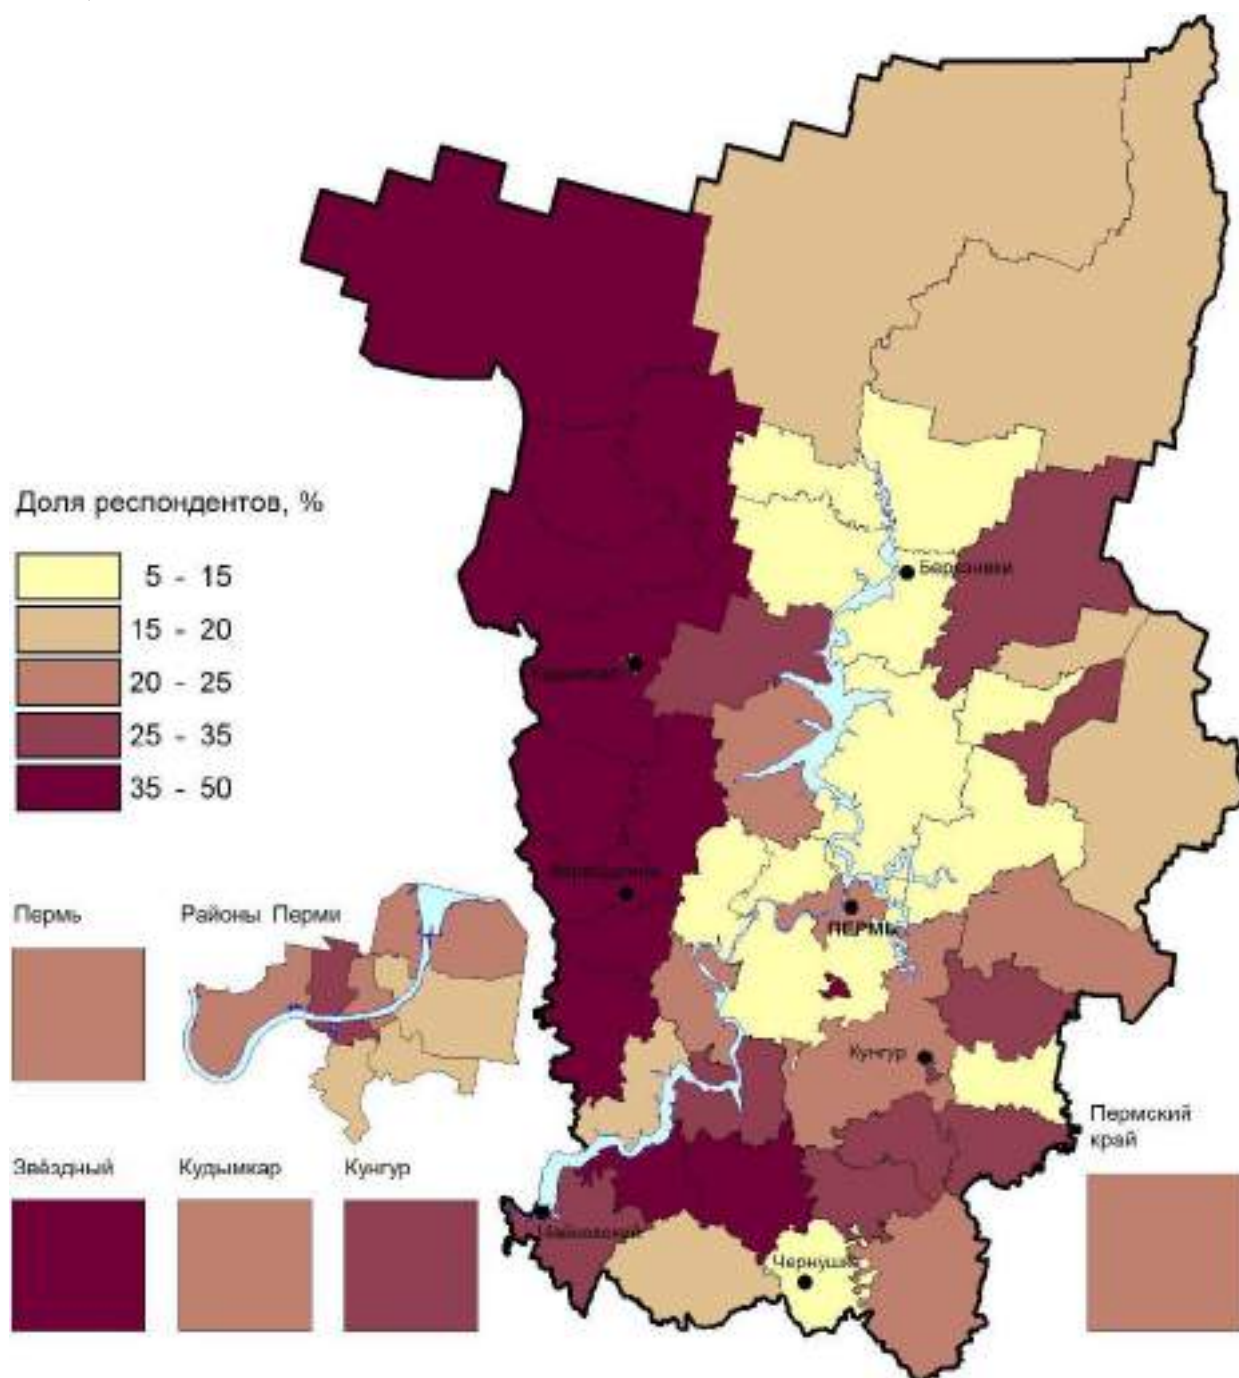 Доля респондентов, %
5 - 15
15 - 20
20 - 25
25 - 35
35 - 50
Березники
Пермь
Районы Перми
ПЕРМЬ
Кунгур
Пермский
край
Звёздный
Кудымкар
Кунгур
Чайковский
Чернушка